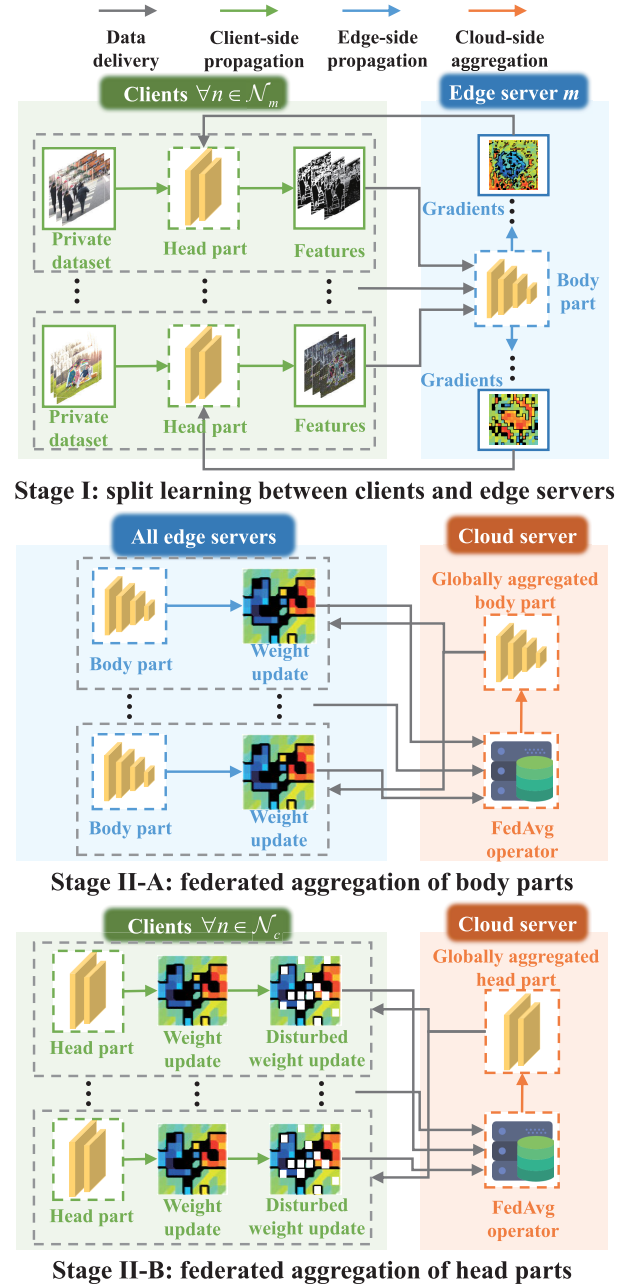 Data delivery
Client-side propagation
Edge-side propagation
Cloud-side aggregation
Clients ∀n ∈ 𝒩ₘ
Edge server m
Private dataset
Head part
Features
Gradients
Body part
Private dataset
Head part
Features
Gradients
Stage I: split learning between clients and edge servers
All edge servers
Cloud server
Body part
Weight update
Globally aggregated body part
Body part
Weight update
FedAvg operator
Stage II-A: federated aggregation of body parts
Clients ∀n ∈ 𝒩c
Cloud server
Head part
Weight update
Disturbed weight update
Globally aggregated head part
Head part
Weight update
Disturbed weight update
FedAvg operator
Stage II-B: federated aggregation of head parts